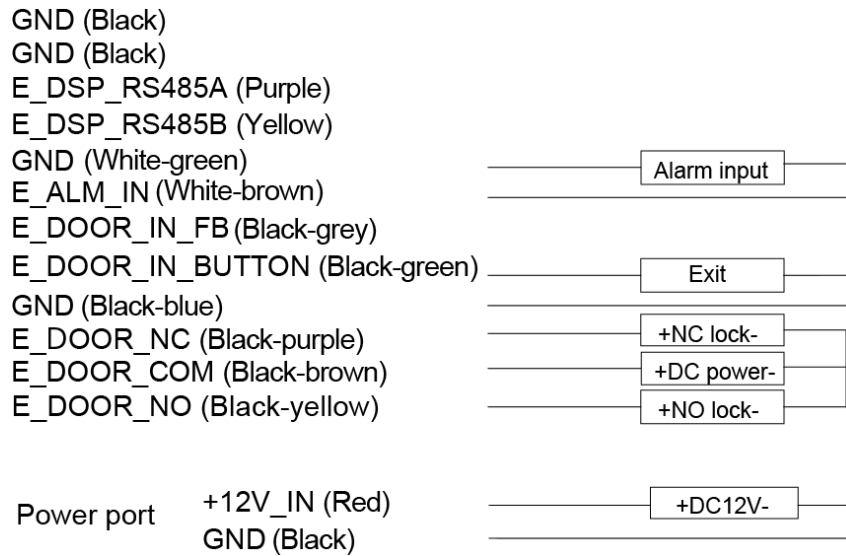 GND (Black)
GND (Black)
E_DSP_RS485A (Purple)
E_DSP_RS485B (Yellow)
GND (White-green) Alarm input
E_ALM_IN (White-brown)
E_DOOR_IN_FB (Black-grey)
E_DOOR_IN_BUTTON (Black-green) Exit
GND (Black-blue)
E_DOOR_NC (Black-purple) +NC lock-
E_DOOR_COM (Black-brown) +DC power-
E_DOOR_NO (Black-yellow) +NO lock-
Power port +12V_IN (Red) +DC12V-
GND (Black)